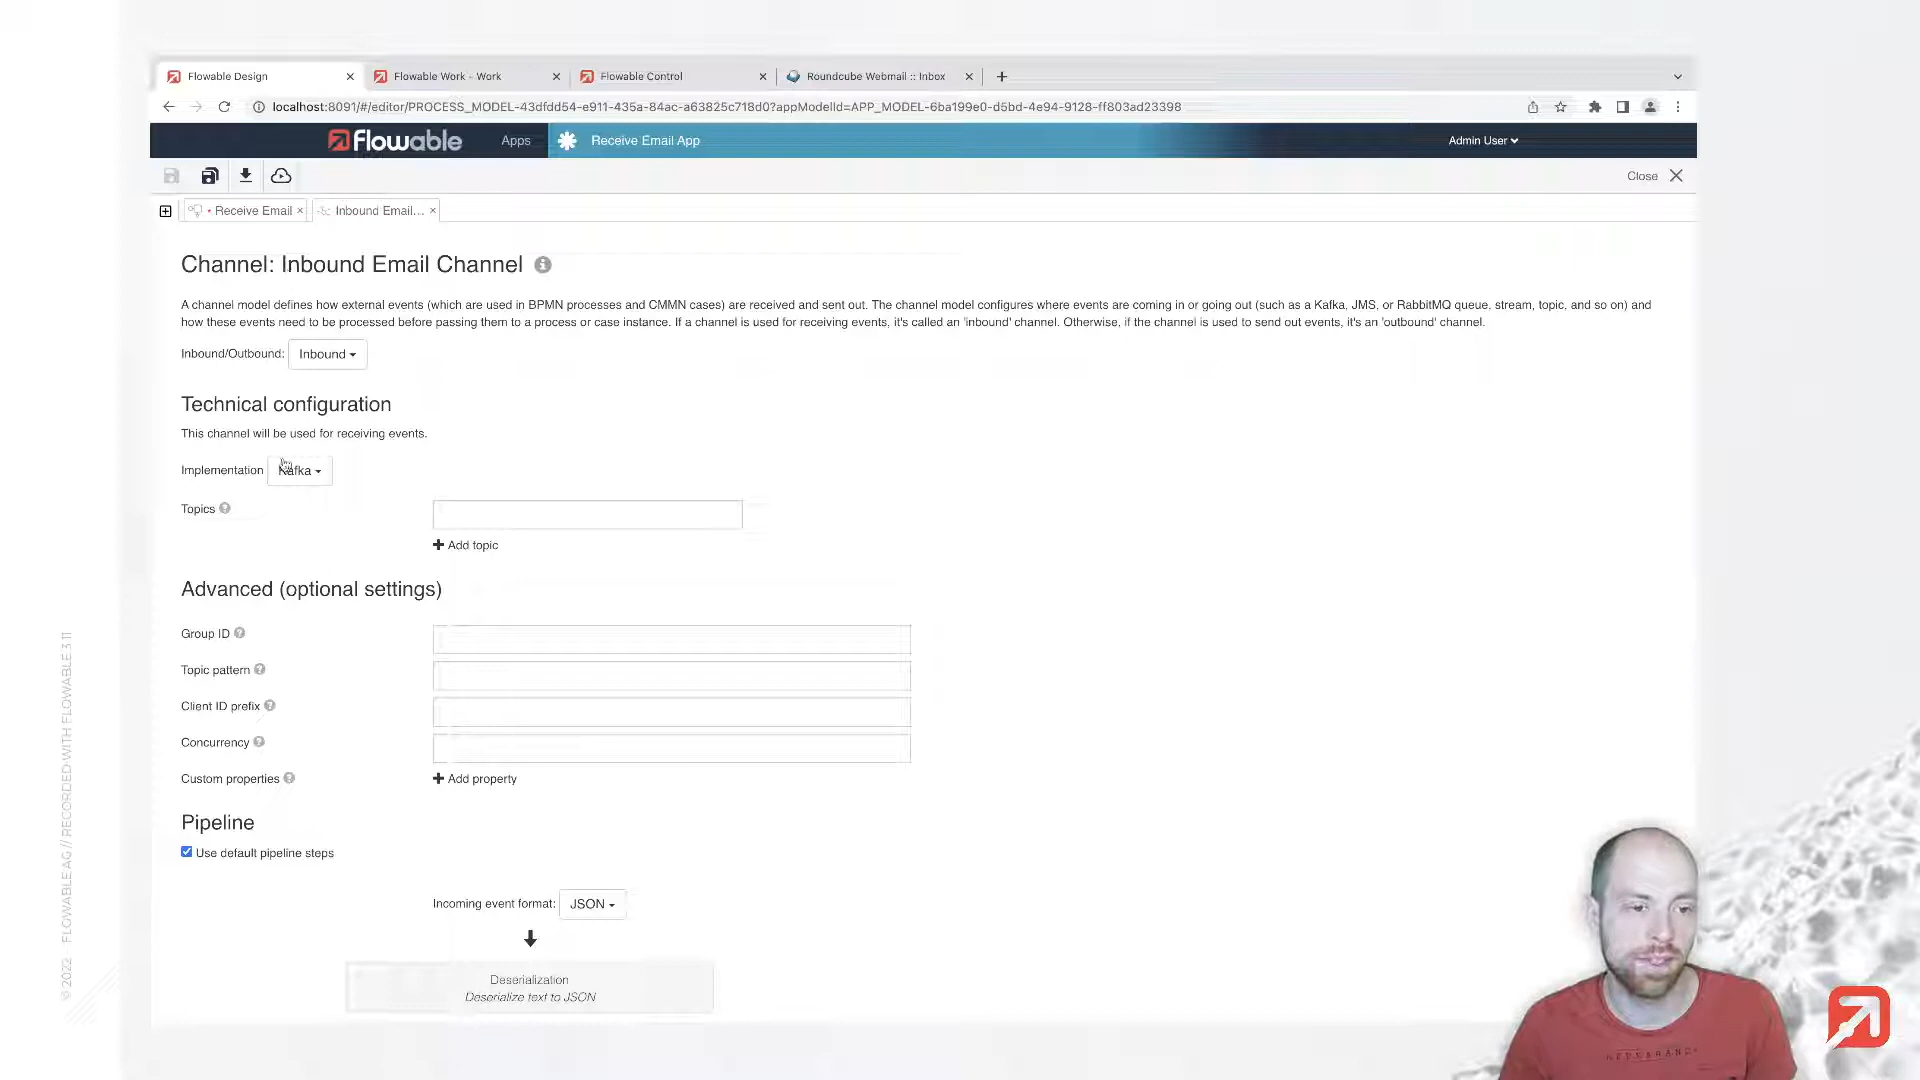 Flowable Design
Flowable Work - Work
Flowable Control
Roundcube Webmail :: Inbox
localhost:8091/#/editor/PROCESS_MODEL-43dfdd54-e911-435a-84ac-a63825c718d0?appModelId=APP_MODEL-6ba199e0-d5bd-4e94-9128-ff803ad23398
Flowable
Apps
Receive Email App
Admin User
Close
Receive Email
Inbound Email...
Channel: Inbound Email Channel
A channel model defines how external events (which are used in BPMN processes and CMMN cases) are received and sent out. The channel model configures where events are coming in or going out (such as a Kafka, JMS, or RabbitMQ queue, stream, topic, and so on) and
how these events need to be processed before passing them to a process or case instance. If a channel is used for receiving events, it's called an 'inbound' channel. Otherwise, if the channel is used to send out events, it's an 'outbound' channel.
Inbound/Outbound: Inbound
Technical configuration
This channel will be used for receiving events.
Implementation Kafka
Topics
Add topic
Advanced (optional settings)
Group ID
Topic pattern
Client ID prefix
Concurrency
Custom properties
Add property
Pipeline
Use default pipeline steps
Incoming event format: JSON
Deserialization
Deserialize text to JSON
© 2022 FLOWABLE AG // RECORDED WITH FLOWABLE 3.11